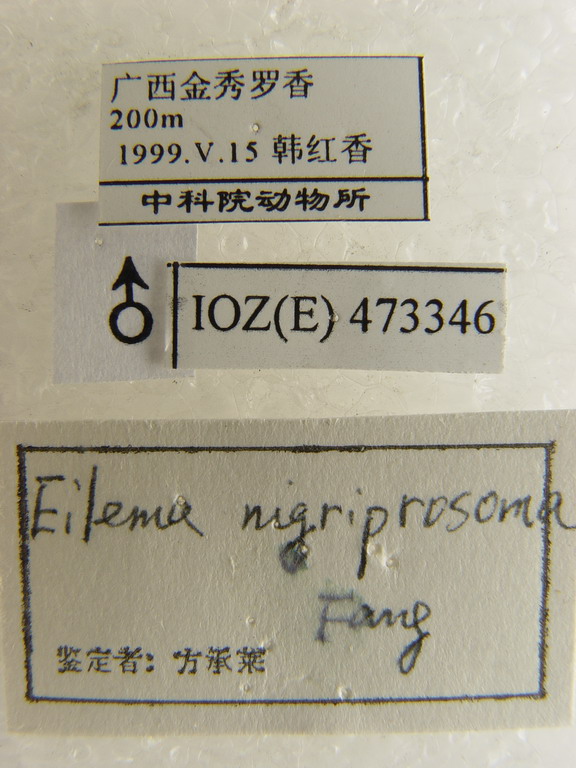 广西金秀罗香
200m
1999.V.15 韩红香
中科院动物所
♂
IOZ(E) 473346
Eilema nigriprosoma
Fang
鉴定者：方承莱